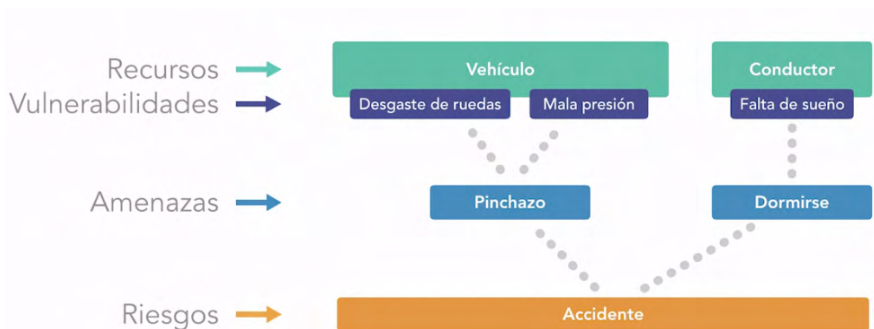 Recursos
Vehículo
Conductor
Vulnerabilidades
Desgaste de ruedas
Mala presión
Falta de sueño
Amenazas
Pinchazo
Dormirse
Riesgos
Accidente